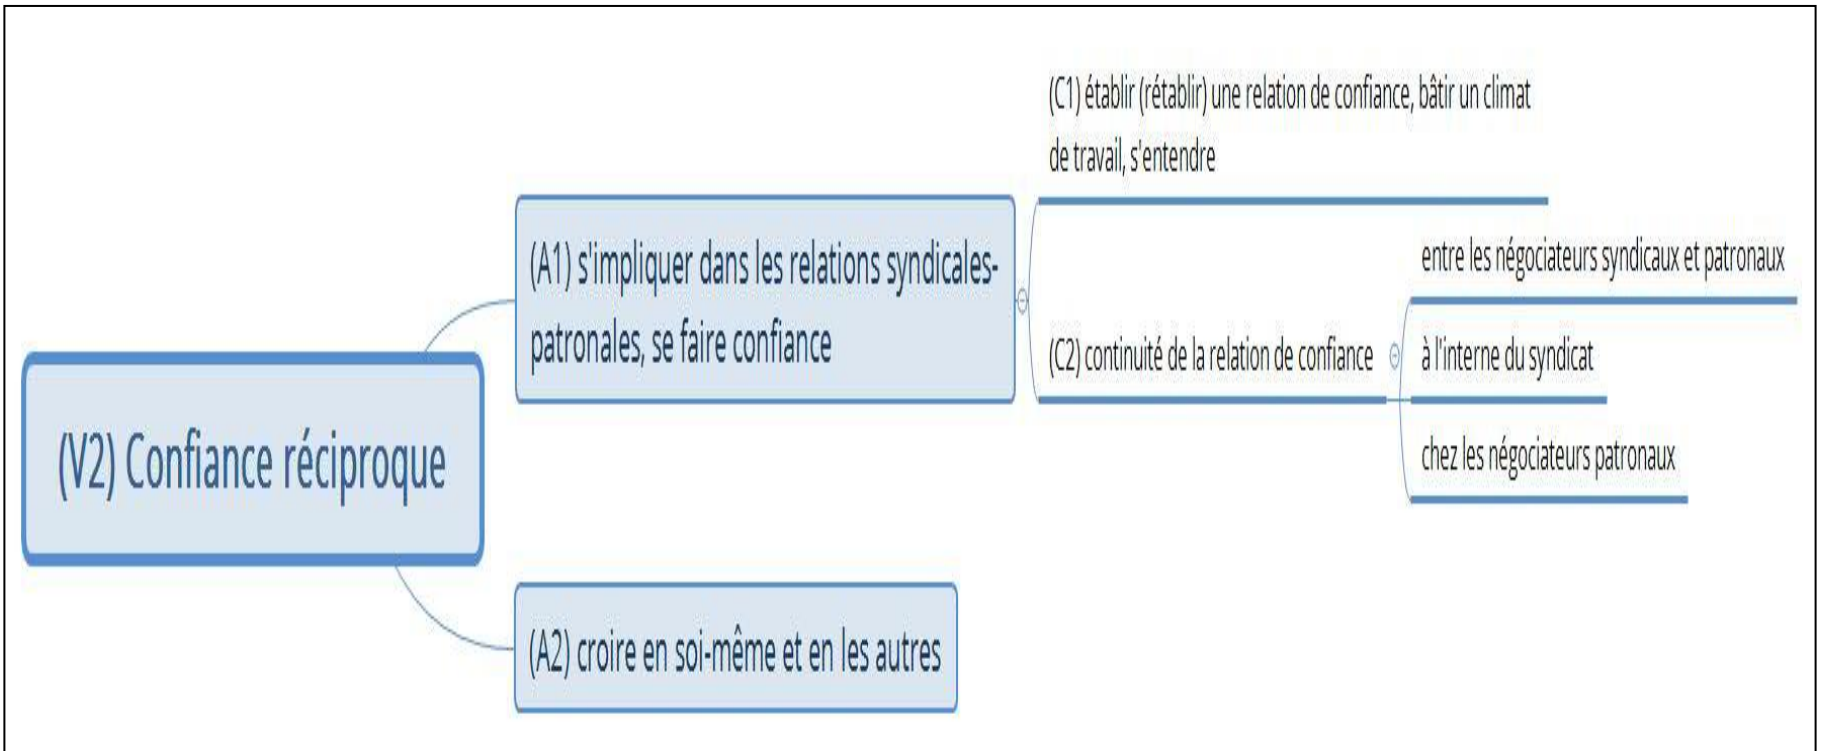 (V2) Confiance réciproque
(A1) s'impliquer dans les relations syndicales-
patronales, se faire confiance
(C1) établir (rétablir) une relation de confiance, bâtir un climat
de travail, s'entendre
(C2) continuité de la relation de confiance
entre les négociateurs syndicaux et patronaux
à l'interne du syndicat
chez les négociateurs patronaux
(A2) croire en soi-même et en les autres